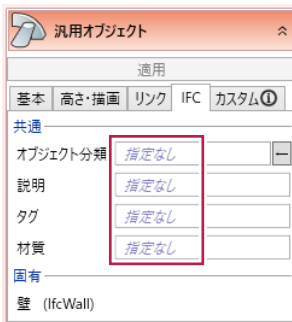 汎用オブジェクト
適用
基本 高さ・描画 リンク IFC カスタム
共通
オブジェクト分類 指定なし
説明 指定なし
タグ 指定なし
材質 指定なし
固有
壁 (IfcWall)